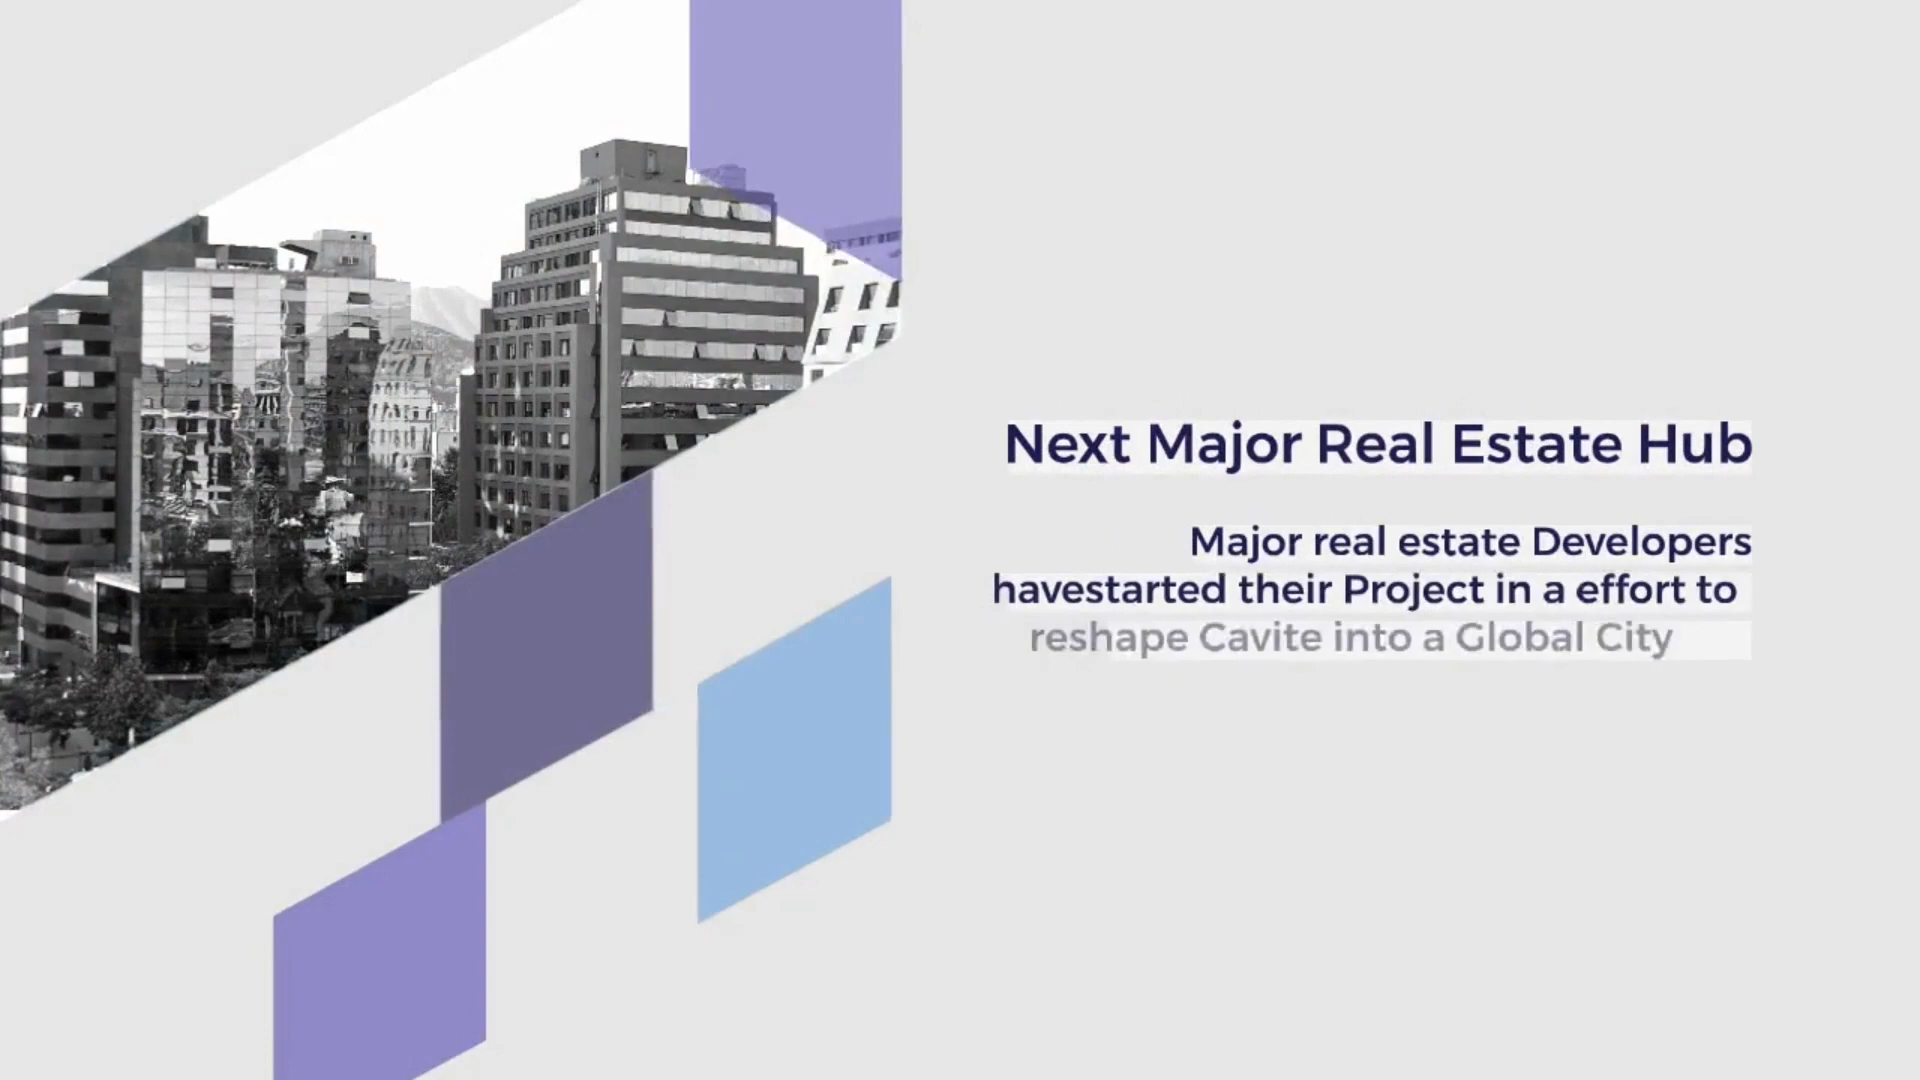 Next Major Real Estate Hub
Major real estate Developers
havestarted their Project in a effort to
reshape Cavite into a Global City